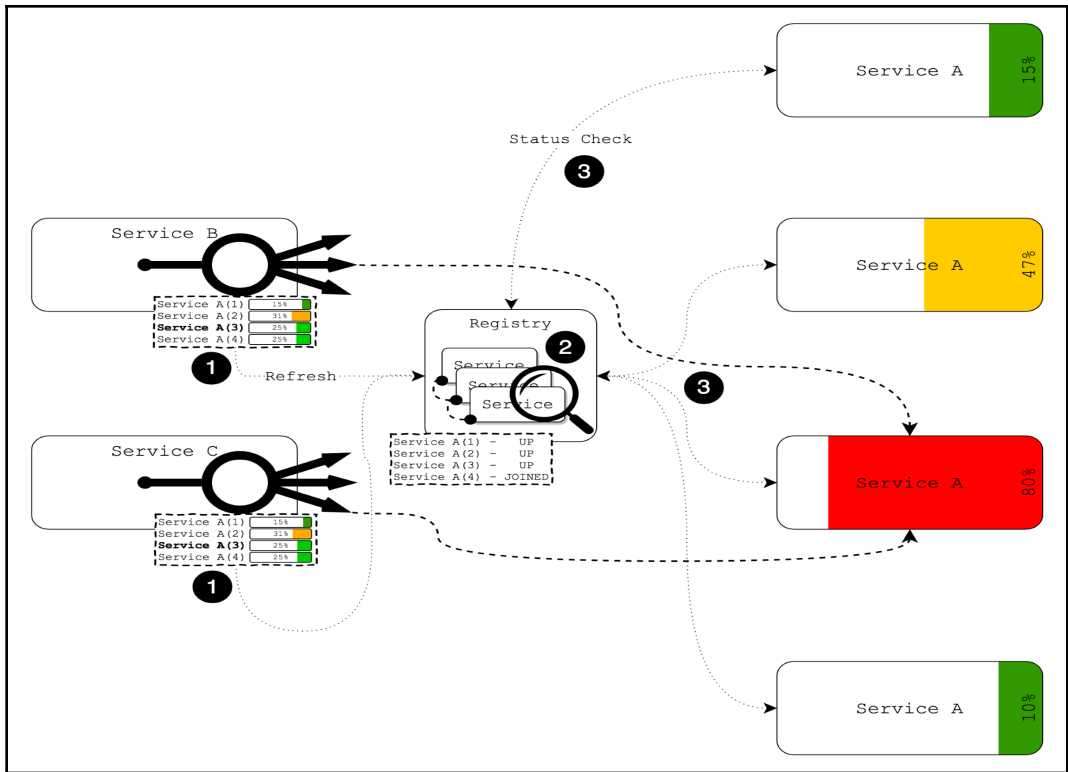 Service A
15%
Status Check
3
Service B
Service A(1) 15%
Service A(2) 31%
Service A(3) 25%
Service A(4) 25%
1
Refresh
Registry
2
Service
Service
Service
Service A(1) - UP
Service A(2) - UP
Service A(3) - UP
Service A(4) - JOINED
Service A
47%
3
Service C
Service A(1) 15%
Service A(2) 31%
Service A(3) 25%
Service A(4) 25%
1
Service A
80%
Service A
10%